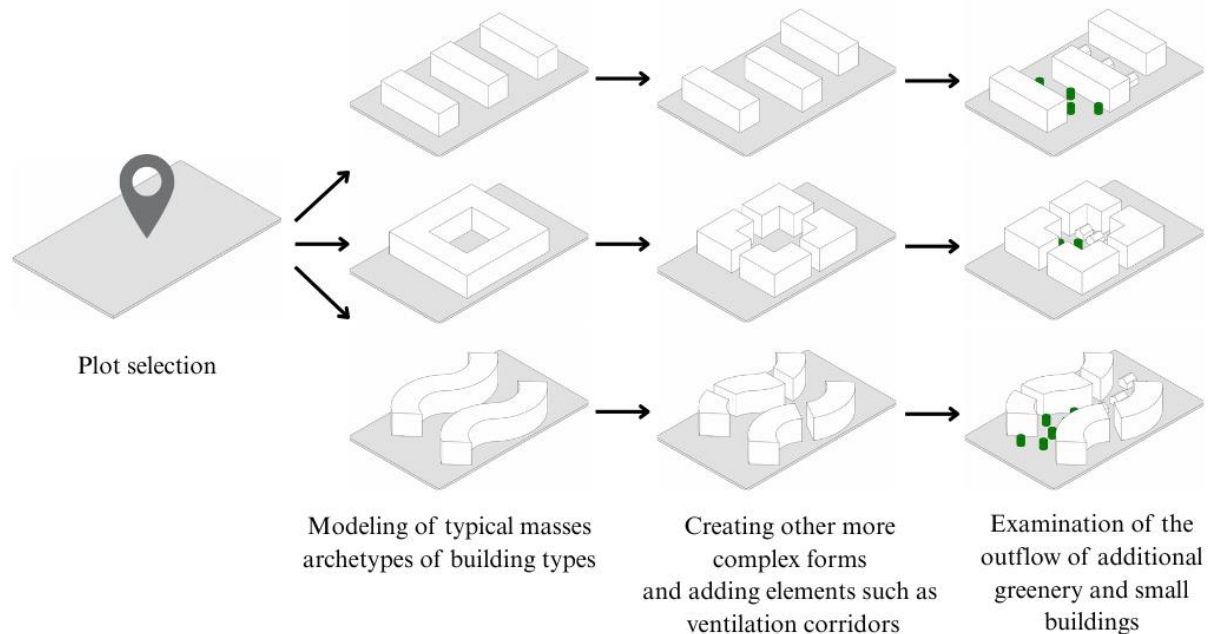 Plot selection
Modeling of typical masses
archetypes of building types
Creating other more
complex forms
and adding elements such as
ventilation corridors
Examination of the
outflow of additional
greenery and small
buildings